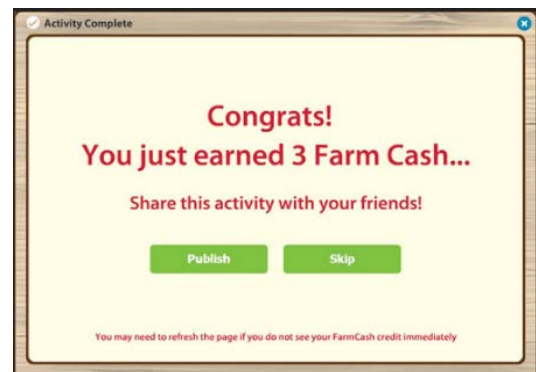 Activity Complete
Congrats!
You just earned 3 Farm Cash...
Share this activity with your friends!
Publish
Skip
You may need to refresh the page if you do not see your FarmCash credit immediately